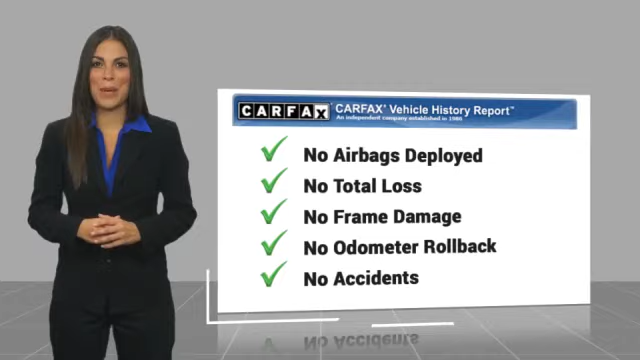 CARFAX CARFAX® Vehicle History Report™
An independent company established in 1986
No Airbags Deployed
No Total Loss
No Frame Damage
No Odometer Rollback
No Accidents